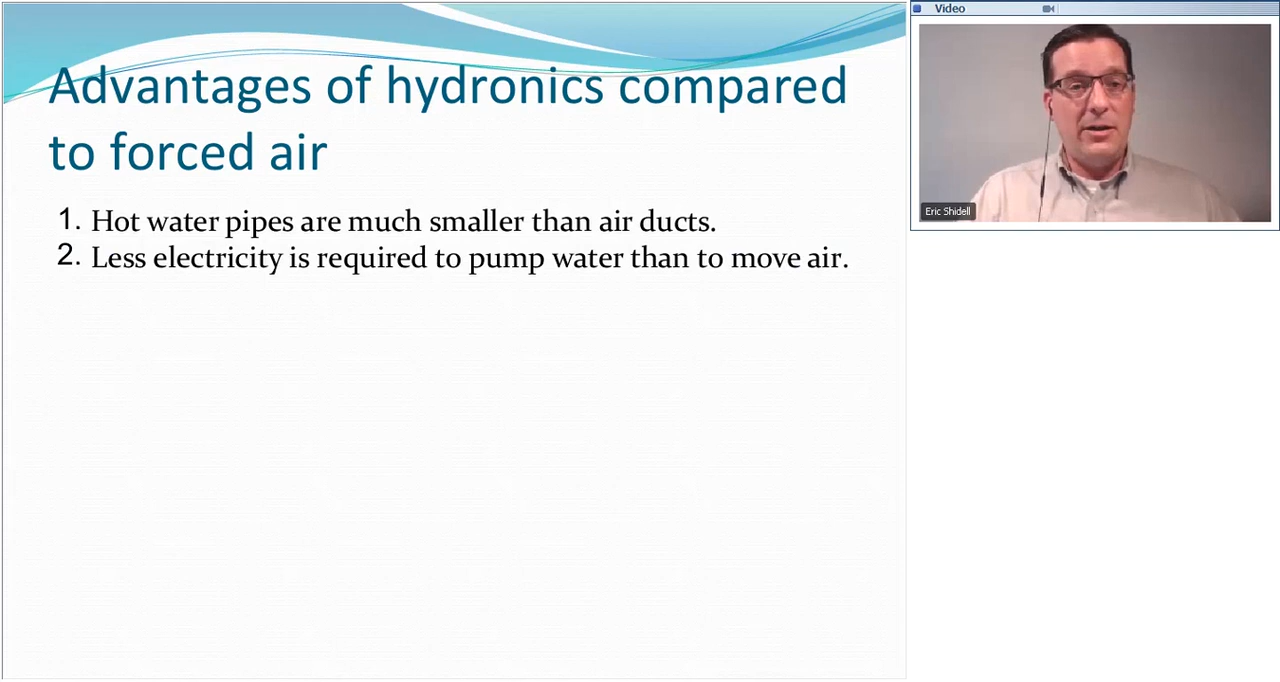 Advantages of hydronics compared
to forced air
1. Hot water pipes are much smaller than air ducts.
2. Less electricity is required to pump water than to move air.
Video
Eric Shidell